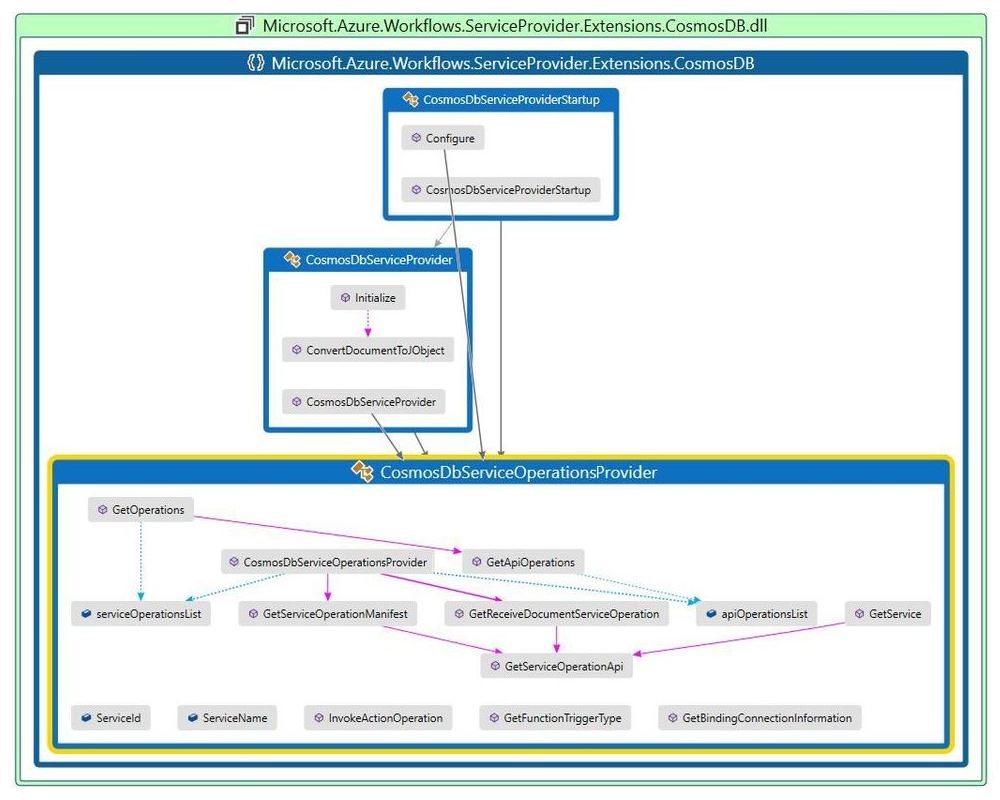 Microsoft.Azure.Workflows.ServiceProvider.Extensions.CosmosDB.dll
Microsoft.Azure.Workflows.ServiceProvider.Extensions.CosmosDB
CosmosDbServiceProviderStartup
Configure
CosmosDbServiceProviderStartup
CosmosDbServiceProvider
Initialize
ConvertDocumentToJObject
CosmosDbServiceProvider
CosmosDbServiceOperationsProvider
GetOperations
CosmosDbServiceOperationsProvider
GetApiOperations
serviceOperationsList
GetServiceOperationManifest
GetReceiveDocumentServiceOperation
apiOperationsList
GetService
GetServiceOperationApi
ServiceId
ServiceName
InvokeActionOperation
GetFunctionTriggerType
GetBindingConnectionInformation